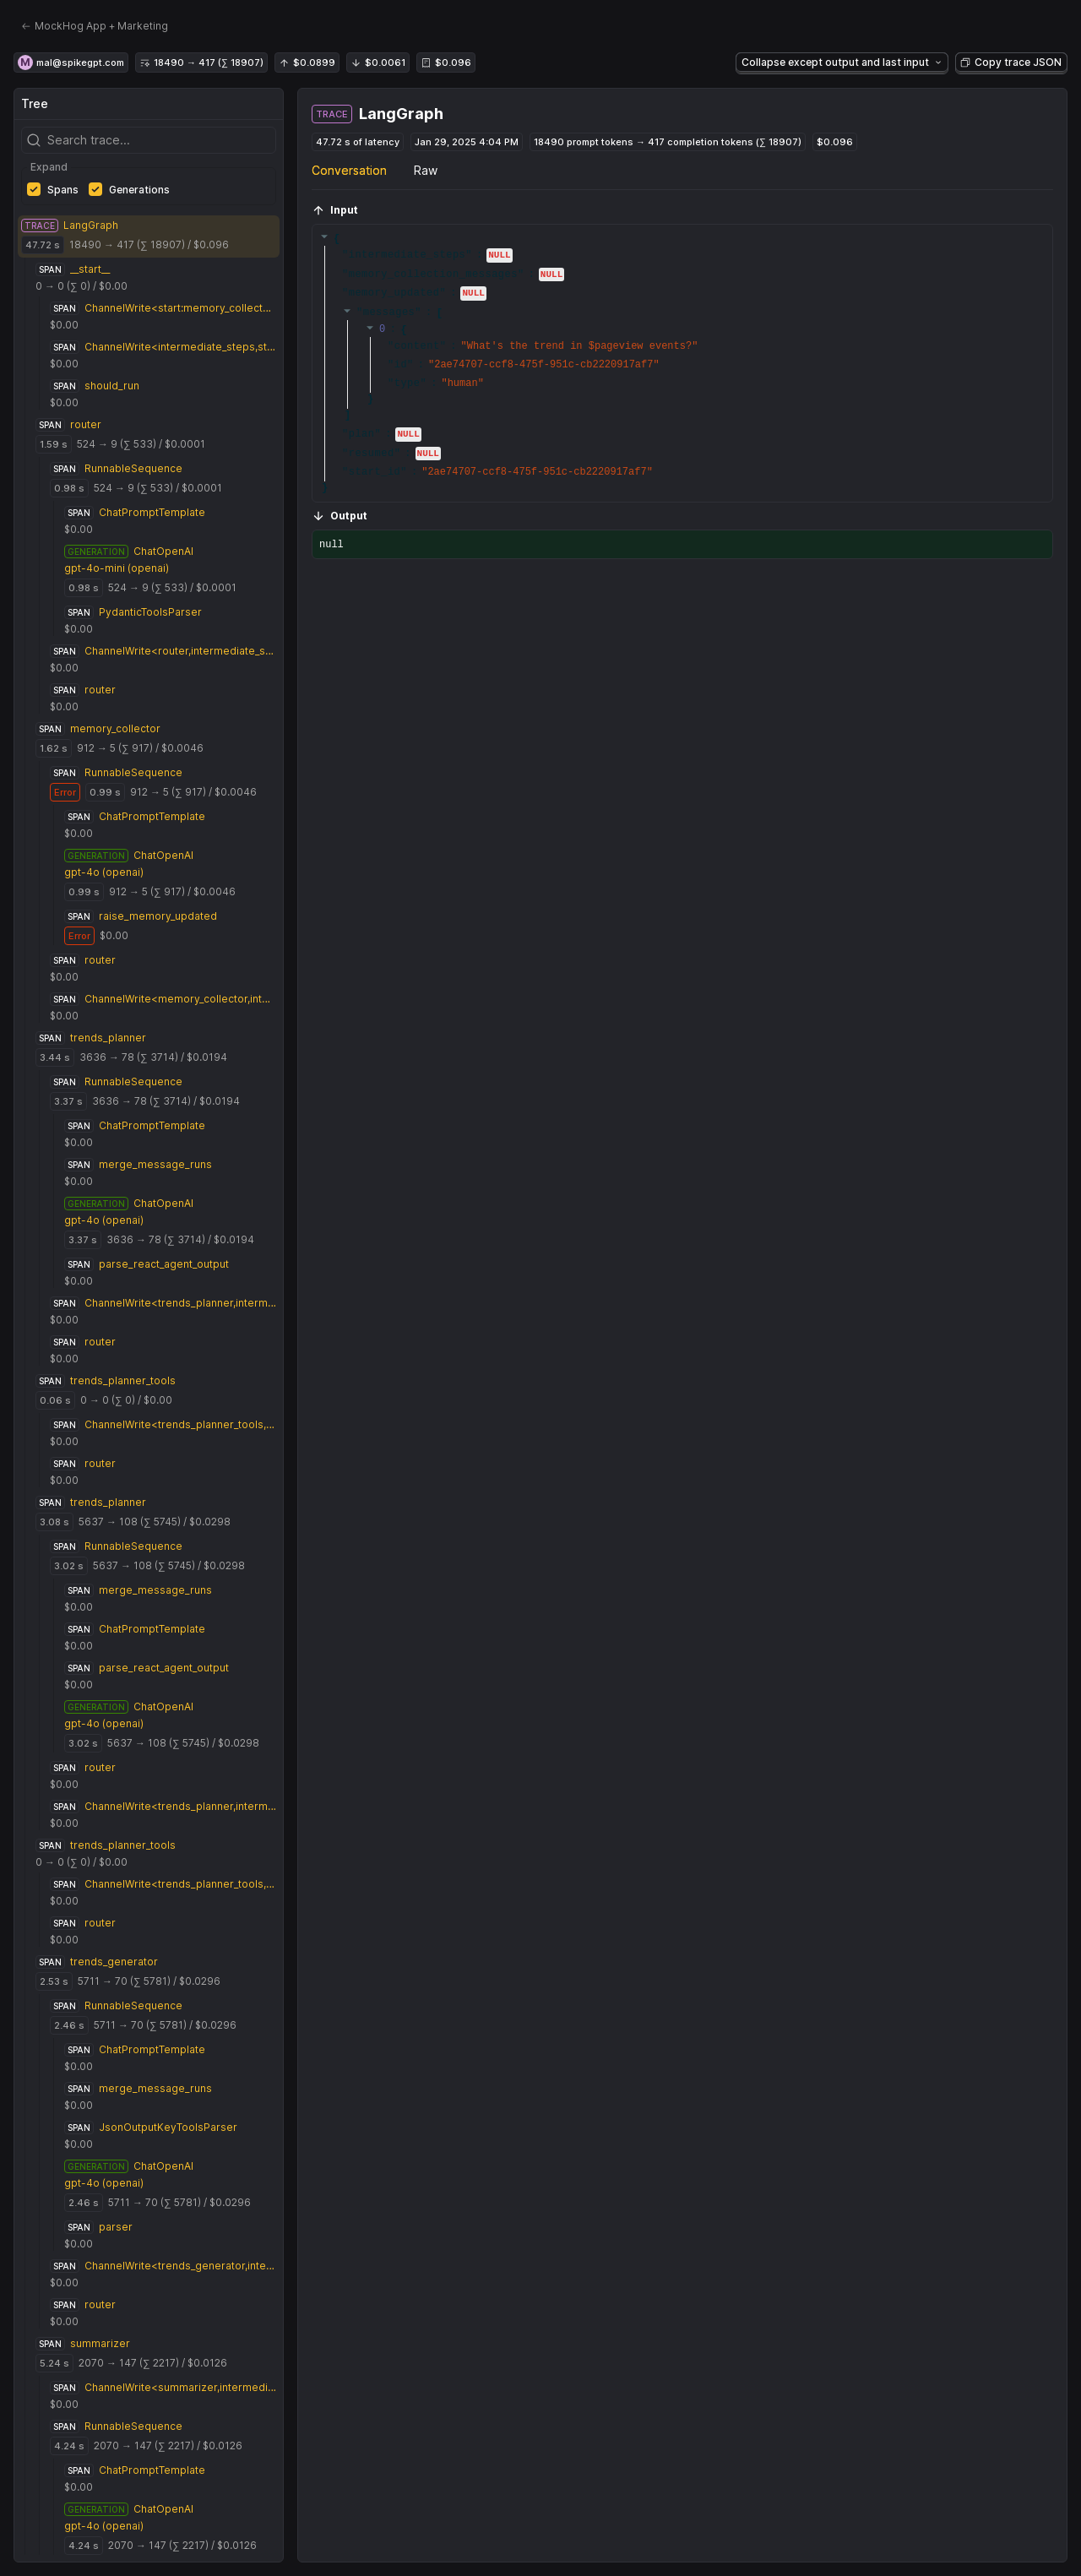 ← MockHog App + Marketing
M mal@spikegpt.com
18490 → 417 (∑ 18907)
$0.0899
$0.0061
$0.096
Collapse except output and last input
Copy trace JSON
Tree
Search trace...
Expand
Spans
Generations
TRACE LangGraph
47.72 s 18490 → 417 (∑ 18907) / $0.096
SPAN __start__
0 → 0 (∑ 0) / $0.00
SPAN ChannelWrite<start:memory_collect...
$0.00
SPAN ChannelWrite<intermediate_steps,st...
$0.00
SPAN should_run
$0.00
SPAN router
1.59 s 524 → 9 (∑ 533) / $0.0001
SPAN RunnableSequence
0.98 s 524 → 9 (∑ 533) / $0.0001
SPAN ChatPromptTemplate
$0.00
GENERATION ChatOpenAI
gpt-4o-mini (openai)
0.98 s 524 → 9 (∑ 533) / $0.0001
SPAN PydanticToolsParser
$0.00
SPAN ChannelWrite<router,intermediate_s...
$0.00
SPAN router
$0.00
SPAN memory_collector
1.62 s 912 → 5 (∑ 917) / $0.0046
SPAN RunnableSequence
Error 0.99 s 912 → 5 (∑ 917) / $0.0046
SPAN ChatPromptTemplate
$0.00
GENERATION ChatOpenAI
gpt-4o (openai)
0.99 s 912 → 5 (∑ 917) / $0.0046
SPAN raise_memory_updated
Error $0.00
SPAN router
$0.00
SPAN ChannelWrite<memory_collector,int...
$0.00
SPAN trends_planner
3.44 s 3636 → 78 (∑ 3714) / $0.0194
SPAN RunnableSequence
3.37 s 3636 → 78 (∑ 3714) / $0.0194
SPAN ChatPromptTemplate
$0.00
SPAN merge_message_runs
$0.00
GENERATION ChatOpenAI
gpt-4o (openai)
3.37 s 3636 → 78 (∑ 3714) / $0.0194
SPAN parse_react_agent_output
$0.00
SPAN ChannelWrite<trends_planner,interm...
$0.00
SPAN router
$0.00
SPAN trends_planner_tools
0.06 s 0 → 0 (∑ 0) / $0.00
SPAN ChannelWrite<trends_planner_tools,...
$0.00
SPAN router
$0.00
SPAN trends_planner
3.08 s 5637 → 108 (∑ 5745) / $0.0298
SPAN RunnableSequence
3.02 s 5637 → 108 (∑ 5745) / $0.0298
SPAN merge_message_runs
$0.00
SPAN ChatPromptTemplate
$0.00
SPAN parse_react_agent_output
$0.00
GENERATION ChatOpenAI
gpt-4o (openai)
3.02 s 5637 → 108 (∑ 5745) / $0.0298
SPAN router
$0.00
SPAN ChannelWrite<trends_planner,interm...
$0.00
SPAN trends_planner_tools
0 → 0 (∑ 0) / $0.00
SPAN ChannelWrite<trends_planner_tools,...
$0.00
SPAN router
$0.00
SPAN trends_generator
2.53 s 5711 → 70 (∑ 5781) / $0.0296
SPAN RunnableSequence
2.46 s 5711 → 70 (∑ 5781) / $0.0296
SPAN ChatPromptTemplate
$0.00
SPAN merge_message_runs
$0.00
SPAN JsonOutputKeyToolsParser
$0.00
GENERATION ChatOpenAI
gpt-4o (openai)
2.46 s 5711 → 70 (∑ 5781) / $0.0296
SPAN parser
$0.00
SPAN ChannelWrite<trends_generator,inte...
$0.00
SPAN router
$0.00
SPAN summarizer
5.24 s 2070 → 147 (∑ 2217) / $0.0126
SPAN ChannelWrite<summarizer,intermedi...
$0.00
SPAN RunnableSequence
4.24 s 2070 → 147 (∑ 2217) / $0.0126
SPAN ChatPromptTemplate
$0.00
GENERATION ChatOpenAI
gpt-4o (openai)
4.24 s 2070 → 147 (∑ 2217) / $0.0126
TRACE LangGraph
47.72 s of latency
Jan 29, 2025 4:04 PM
18490 prompt tokens → 417 completion tokens (∑ 18907)
$0.096
Conversation
Raw
Input
NULL
NULL
NULL
0
"What's the trend in $pageview events?"
"2ae74707-ccf8-475f-951c-cb2220917af7"
"human"
NULL
NULL
"2ae74707-ccf8-475f-951c-cb2220917af7"
Output
null